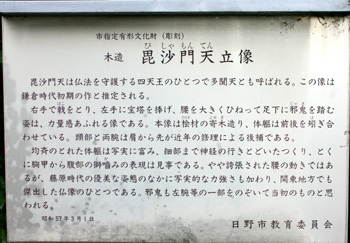 市指定有形文化財（彫刻）
木造 毘沙門天立像
び しゃ もん てん
毘沙門天は仏法を守護する四天王のひとつで多聞天とも呼ばれる。この像は
鎌倉時代初期の作と推定される。
右手で戟をとり、左手に宝塔を捧げ、腰を大きくひねって足下に邪鬼を踏む
姿は、力量感あふれる像である。本像は樹材の寄木造り、体軀は前後を矧ぎ合
わせている。頭部と両腕は肩から先が近年の修理による後補である。
均斉のとれた体軀は写実に富み、細部まで神経の行きとどいたつくり、とく
に胸甲から腹部の獅噛みの表現は見事である。やや誇張された腰の動きではあ
るが、藤原時代の優美な姿態のなかに写実的な力強さも加わり、関東地方でも
傑出した仏像のひとつである。邪鬼も左腕等の一部をのぞいて当初のものと思
われる。
昭和57年3月1日
日野市教育委員会